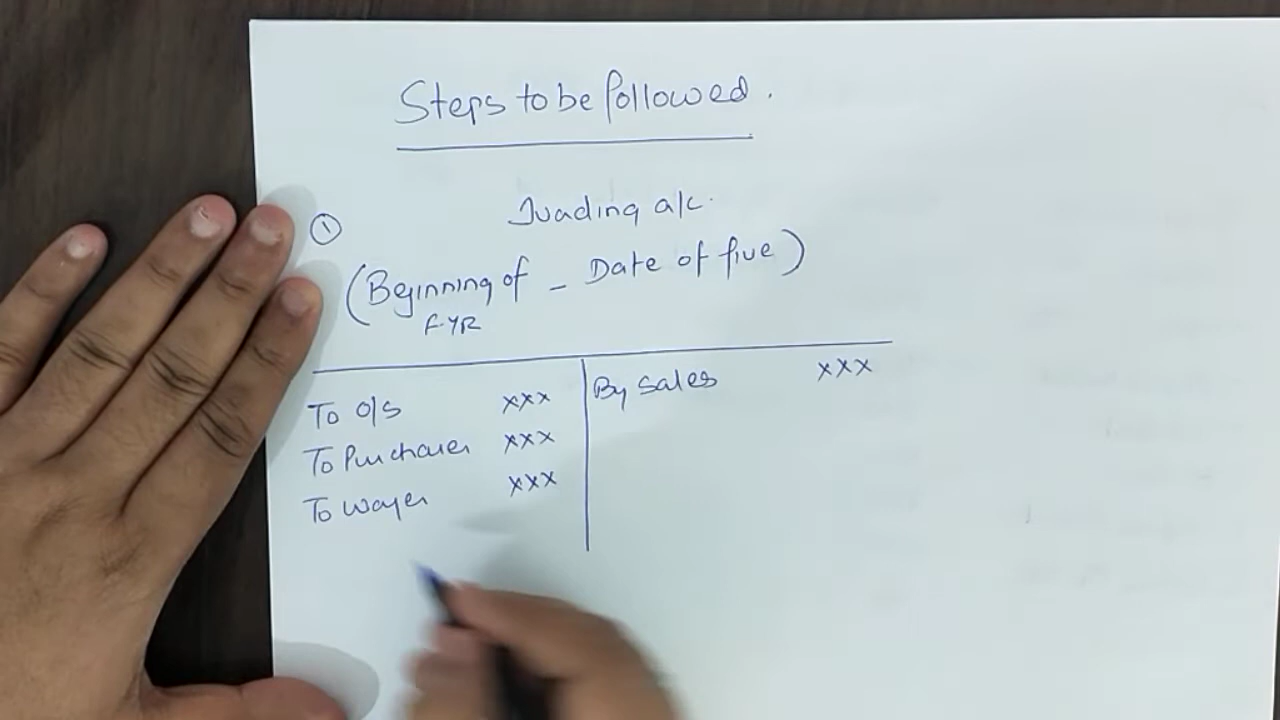 Steps to be followed.
① Trading a/c.
(Beginning of - Date of fire)
F.YR
To o/s xxx By Sales xxx
To Purchases xxx
To wages xxx